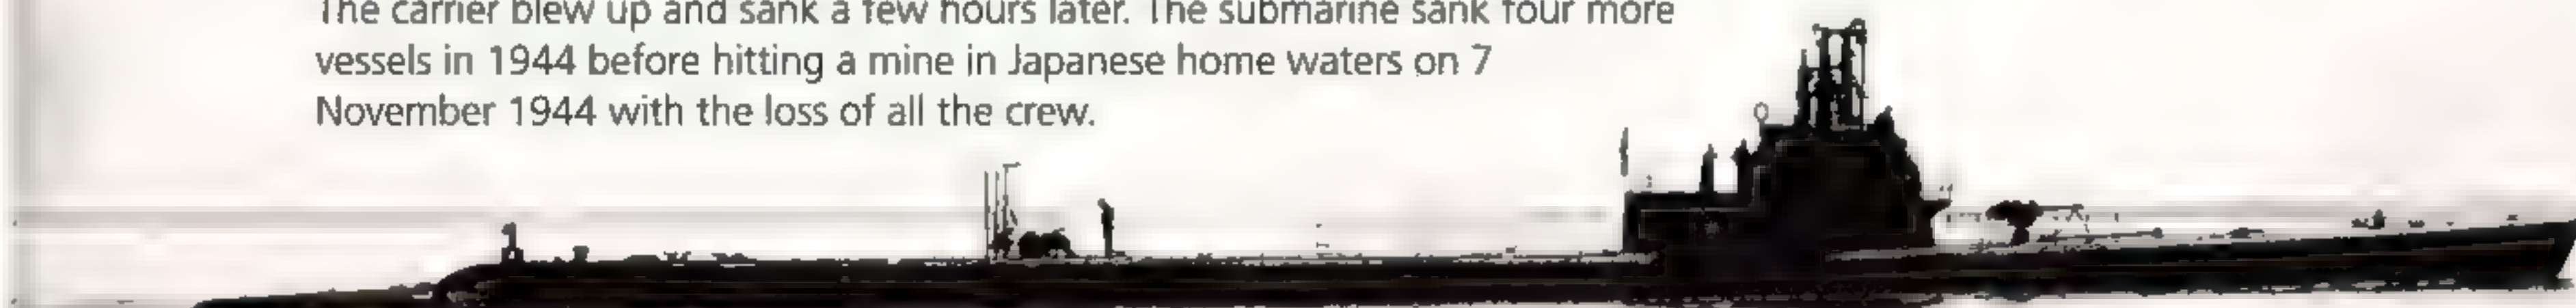 The carrier blew up and sank a few hours later. The submarine sank four more
vessels in 1944 before hitting a mine in Japanese home waters on 7
November 1944 with the loss of all the crew.